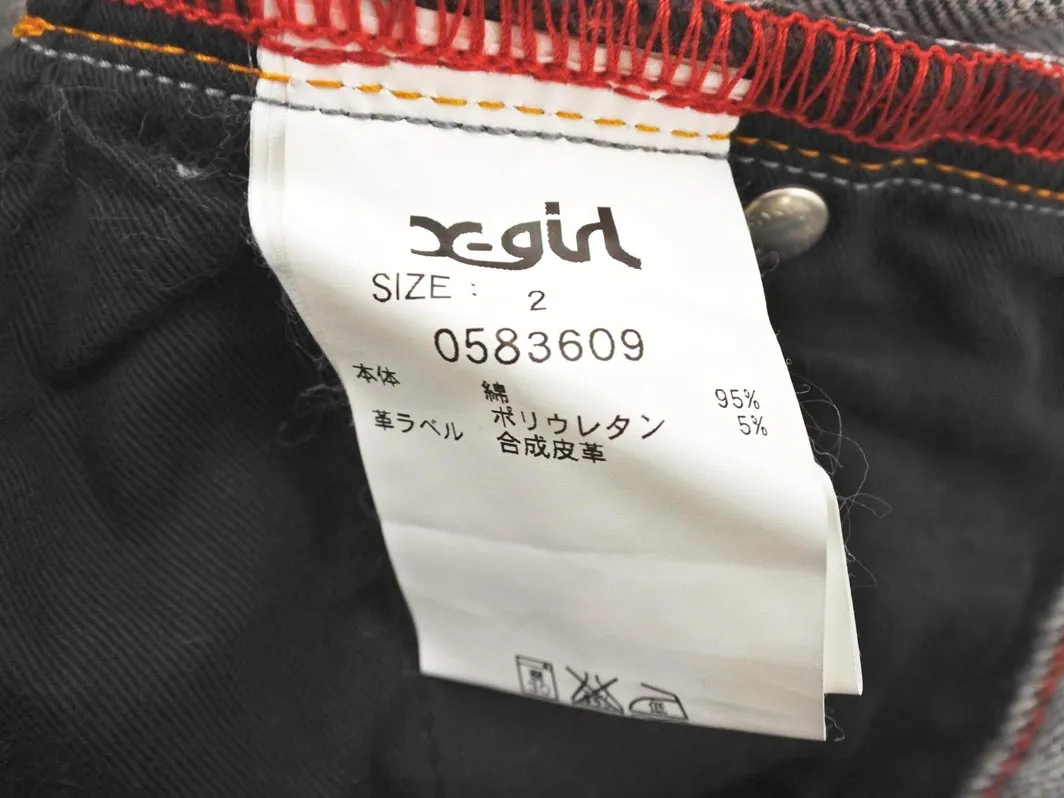 X-girl
SIZE : 2
0583609
本体 綿 95%
ポリウレタン 5%
革ラベル 合成皮革
低